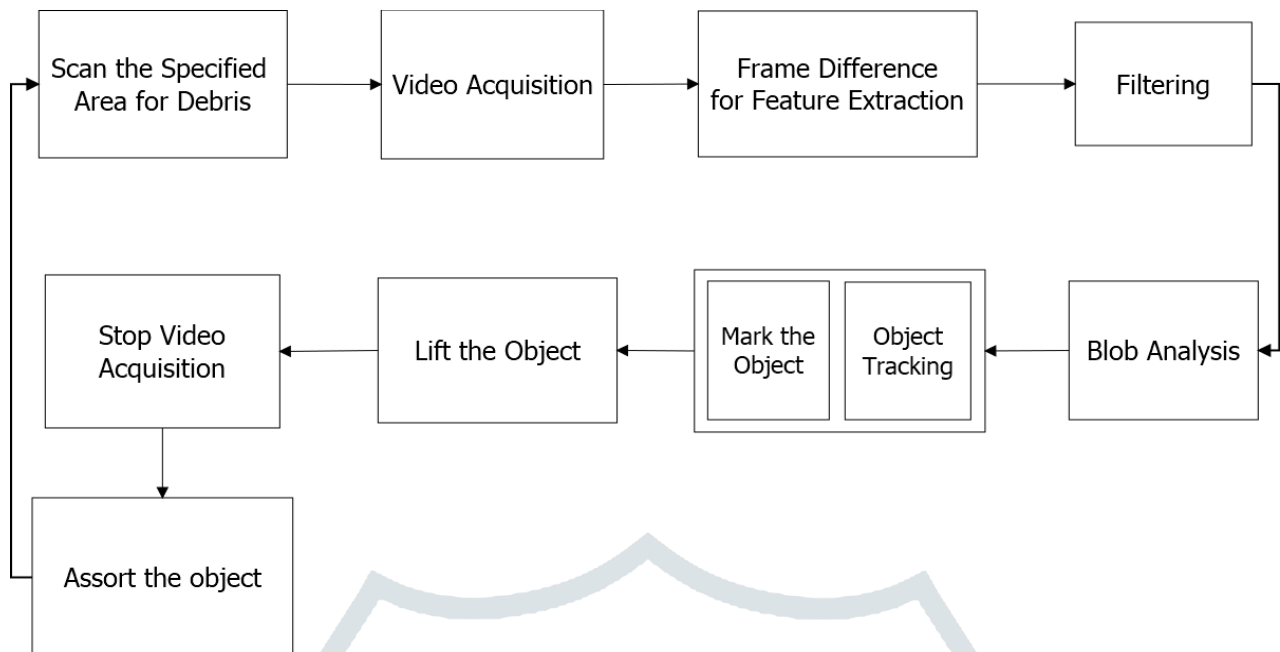 Scan the Specified
Area for Debris
Video Acquisition
Frame Difference
for Feature Extraction
Filtering
Stop Video
Acquisition
Lift the Object
Mark the
Object
Object
Tracking
Blob Analysis
Assort the object